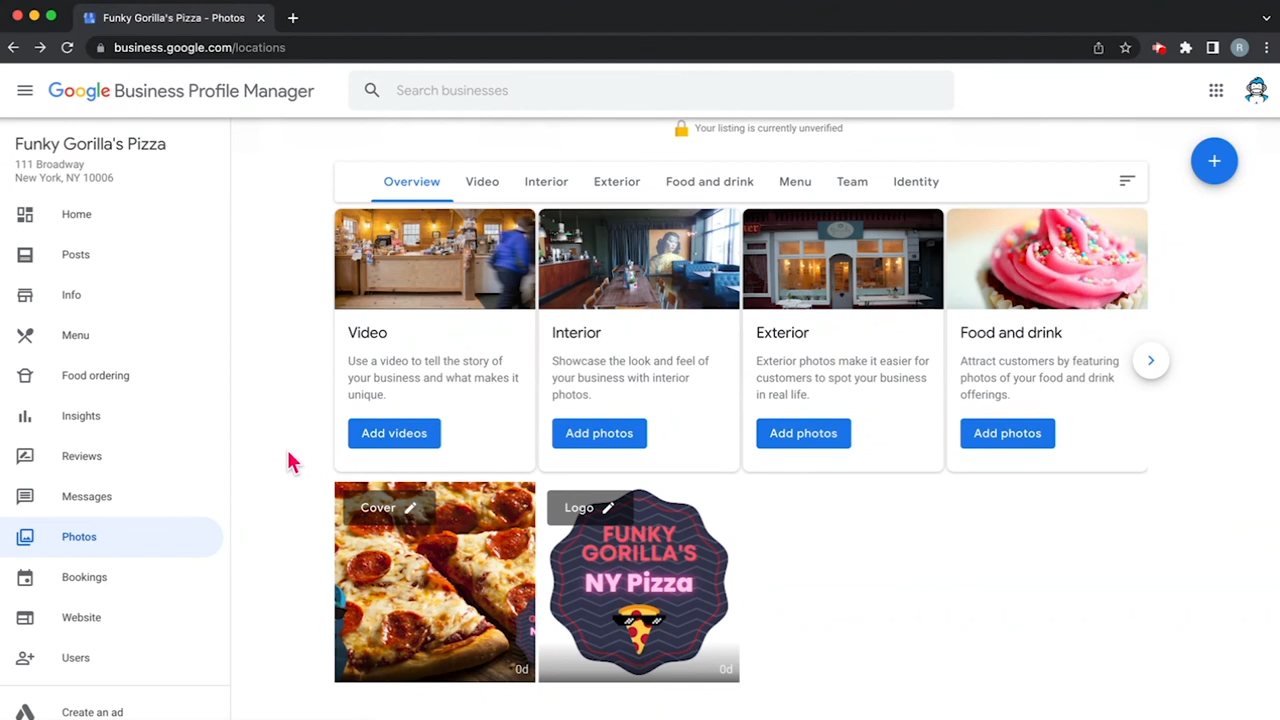 Funky Gorilla's Pizza - Photos
business.google.com/locations
R
Google Business Profile Manager
Search businesses
Funky Gorilla's Pizza
111 Broadway
New York, NY 10006
Home
Posts
Info
Menu
Food ordering
Insights
Reviews
Messages
Photos
Bookings
Website
Users
Create an ad
Your listing is currently unverified
Overview
Video
Interior
Exterior
Food and drink
Menu
Team
Identity
Video
Use a video to tell the story of
your business and what makes it
unique.
Add videos
Interior
Showcase the look and feel of
your business with interior
photos.
Add photos
Exterior
Exterior photos make it easier for
customers to spot your business
in real life.
Add photos
Food and drink
Attract customers by featuring
photos of your food and drink
offerings.
Add photos
Cover
0d
Logo
FUNKY
GORILLA'S
NY Pizza
0d